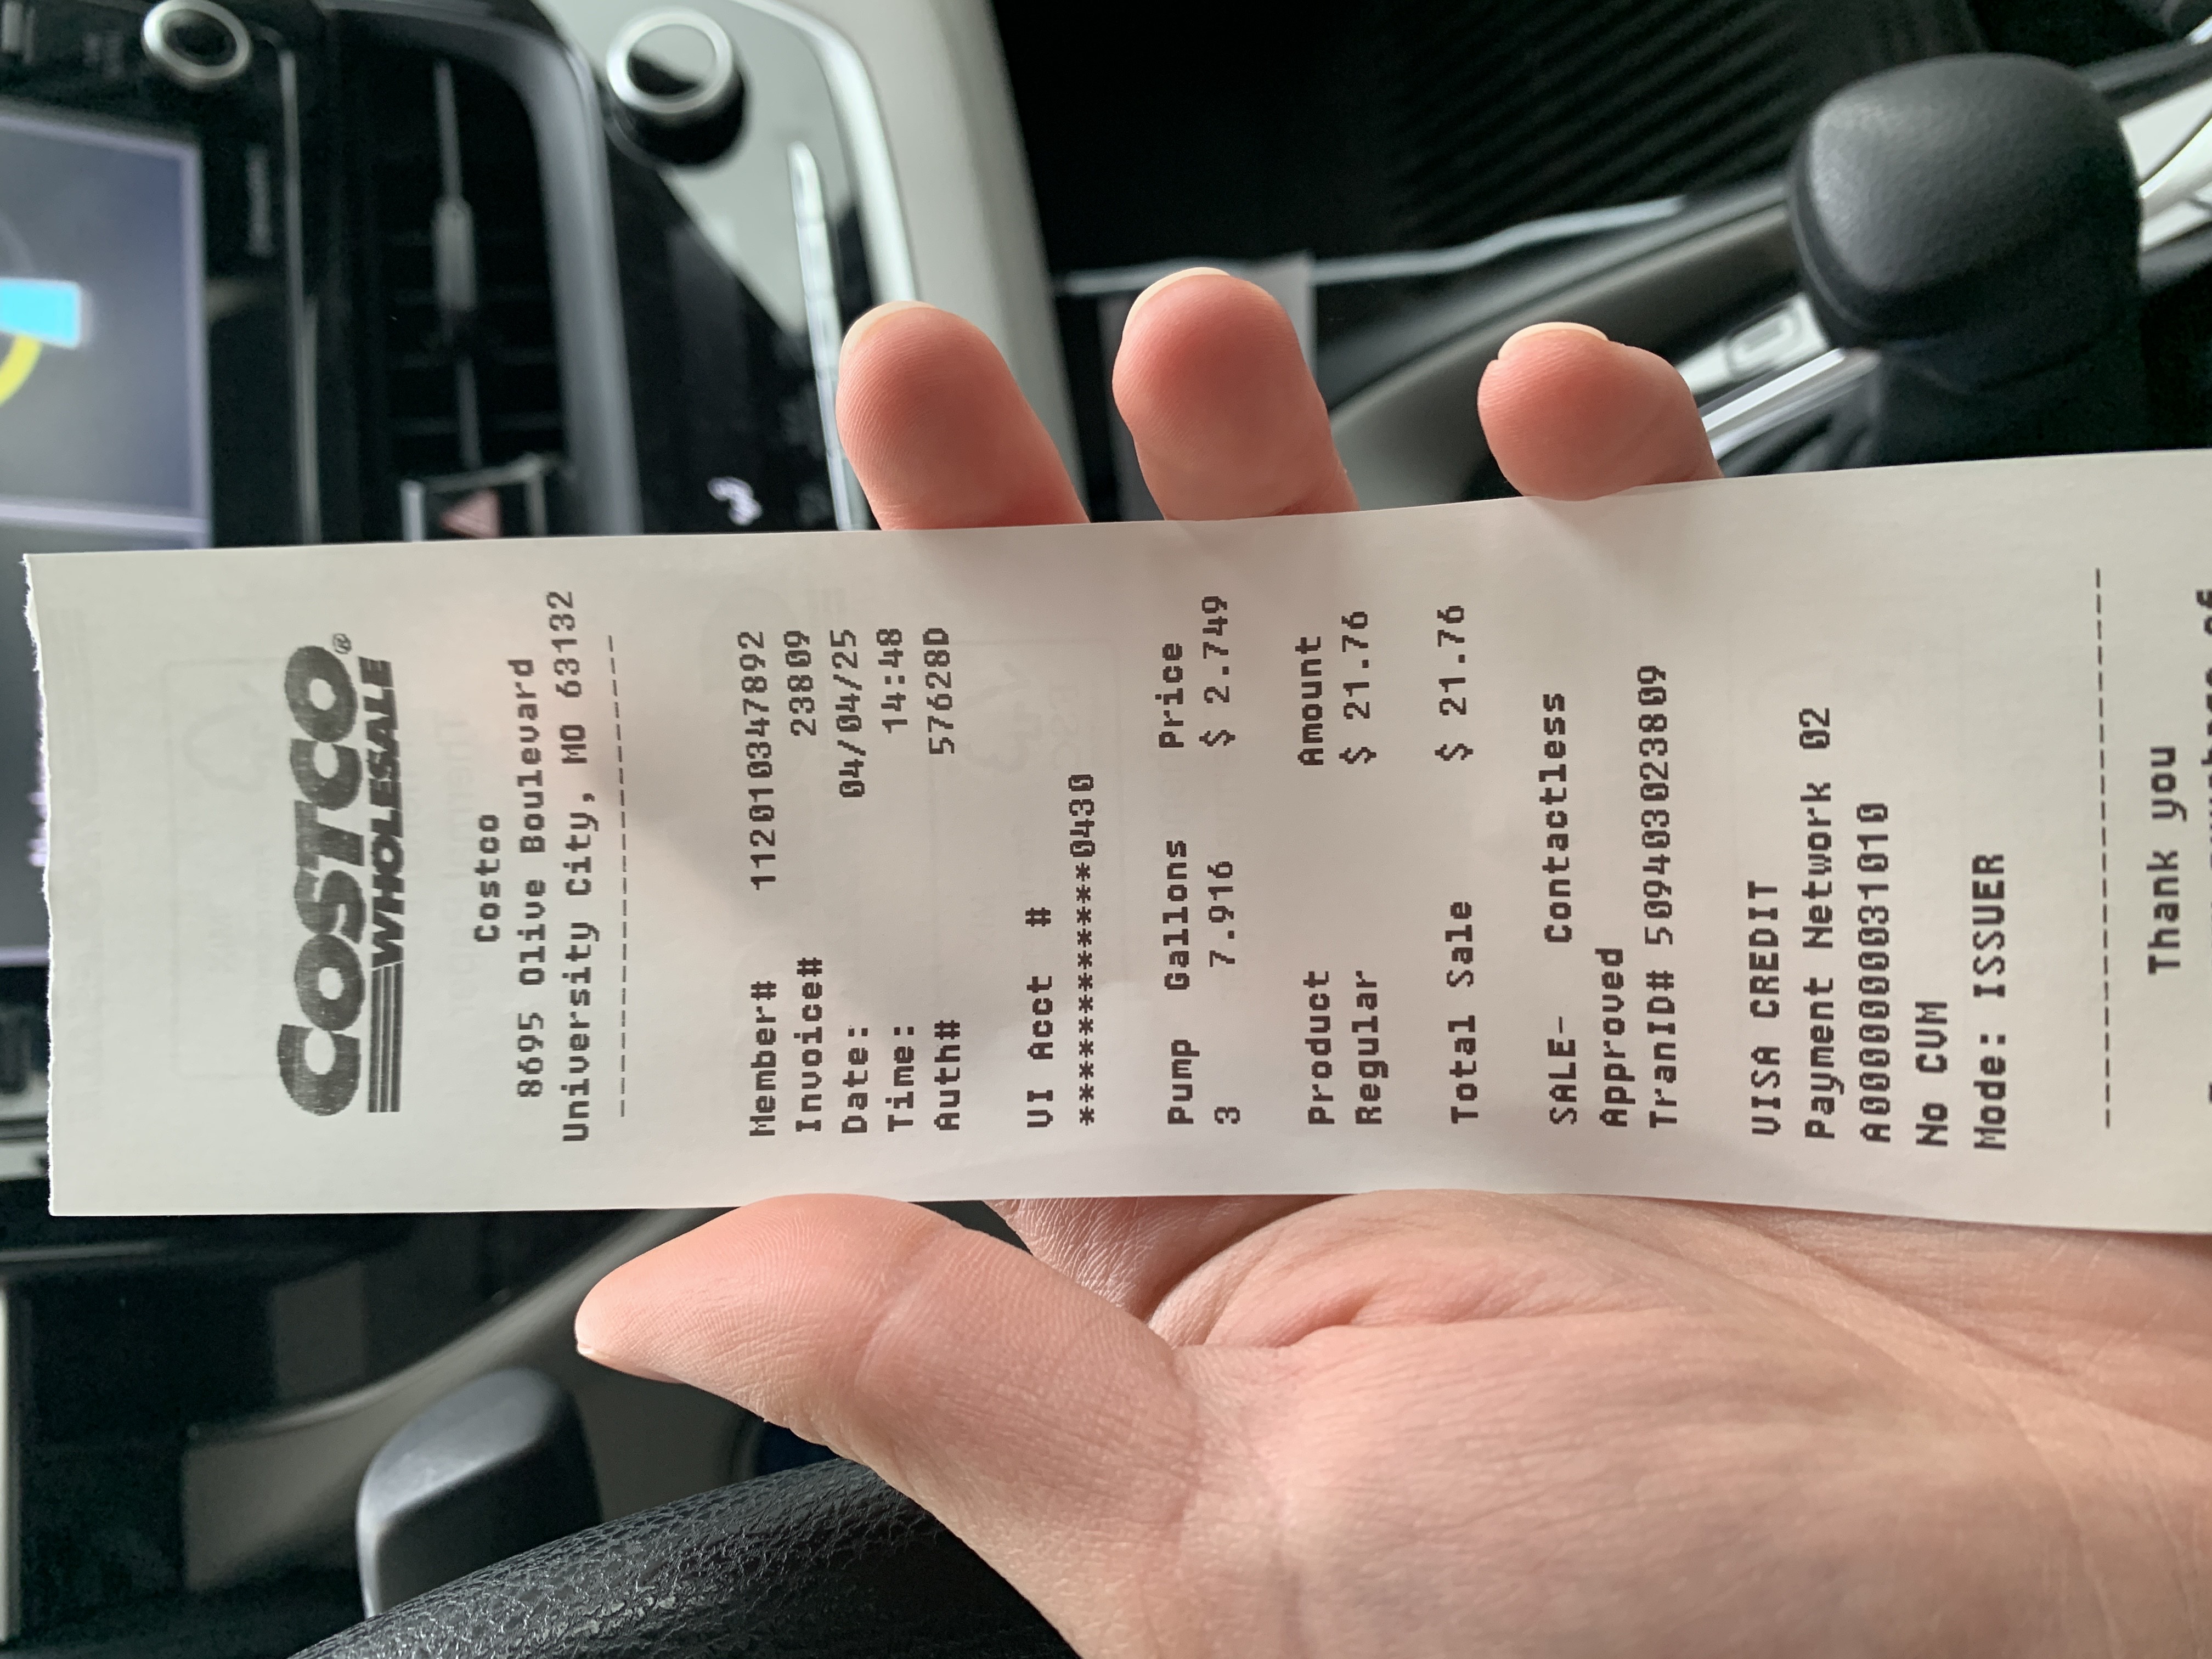 COSTCO®
WHOLESALE
Costco
8695 Olive Boulevard
University City, MO 63132
---------------------
Member# 112010347892
Invoice# 23809
Date: 04/04/25
Time: 14:48
Auth# 57628D
VI Acct #
************0430
Pump Gallons Price
3 7.916 $ 2.749
Product Amount
Regular $ 21.76
Total Sale $ 21.76
SALE- Contactless
Approved
TranID# 509403023809
VISA CREDIT
Payment Network 02
A0000000031010
No CVM
Mode: ISSUER
---------------------
Thank you